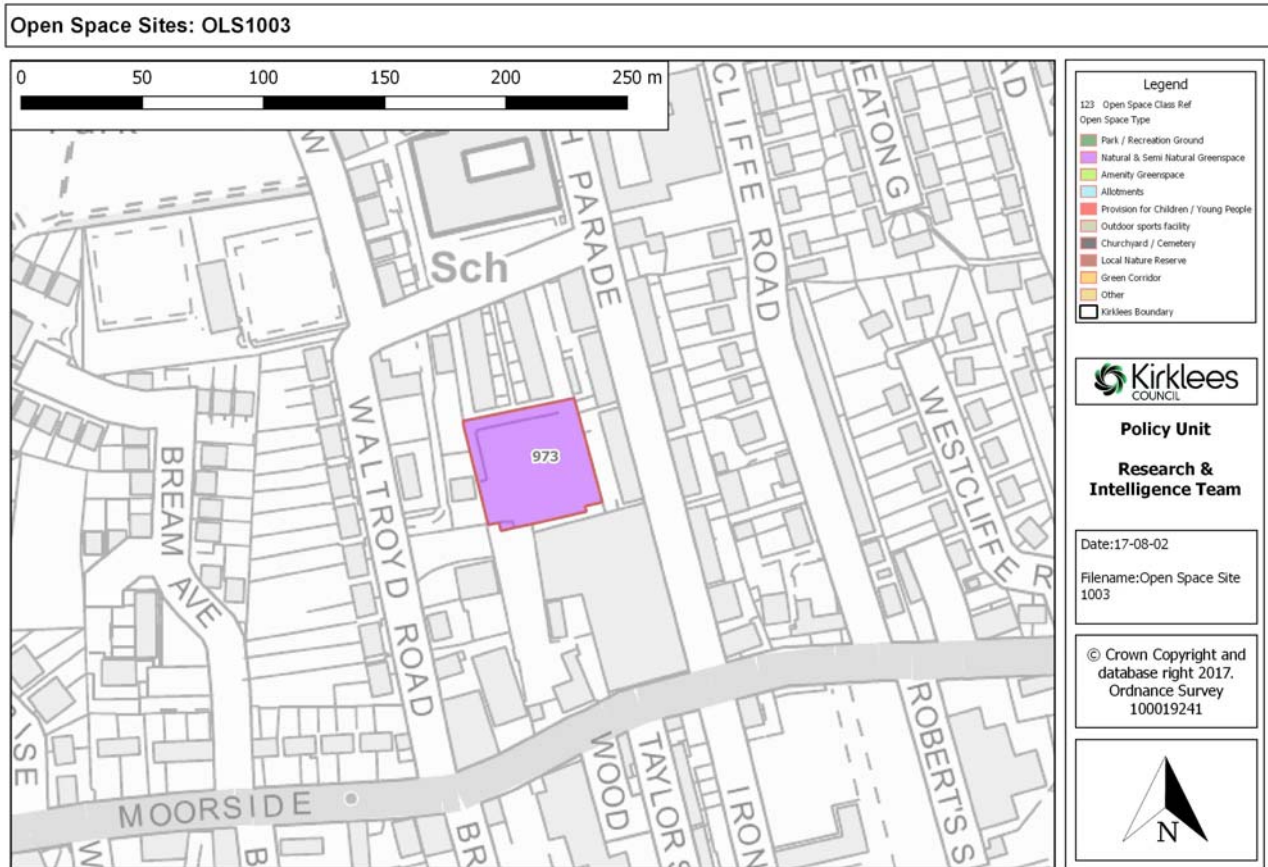 Open Space Sites: OLS1003
0 50 100 150 200 250 m
CLIFFE ROAD
EATON G
AD
W
H PARADE
Sch
WALTROYD ROAD
973
BREAM AVE
WESTCLIFFE R
MOORSIDE
ISE
W
B
BR
WOOD
TAYLORS
IRON
ROBERT'S S
Legend
123 Open Space Class Ref
Open Space Type
Park / Recreation Ground
Natural & Semi Natural Greenspace
Amenity Greenspace
Allotments
Provision for Children / Young People
Outdoor sports facility
Churchyard / Cemetery
Local Nature Reserve
Green Corridor
Other
Kirklees Boundary
Kirklees
COUNCIL
Policy Unit
Research &
Intelligence Team
Date:17-08-02
Filename:Open Space Site
1003
© Crown Copyright and
database right 2017.
Ordnance Survey
100019241
N